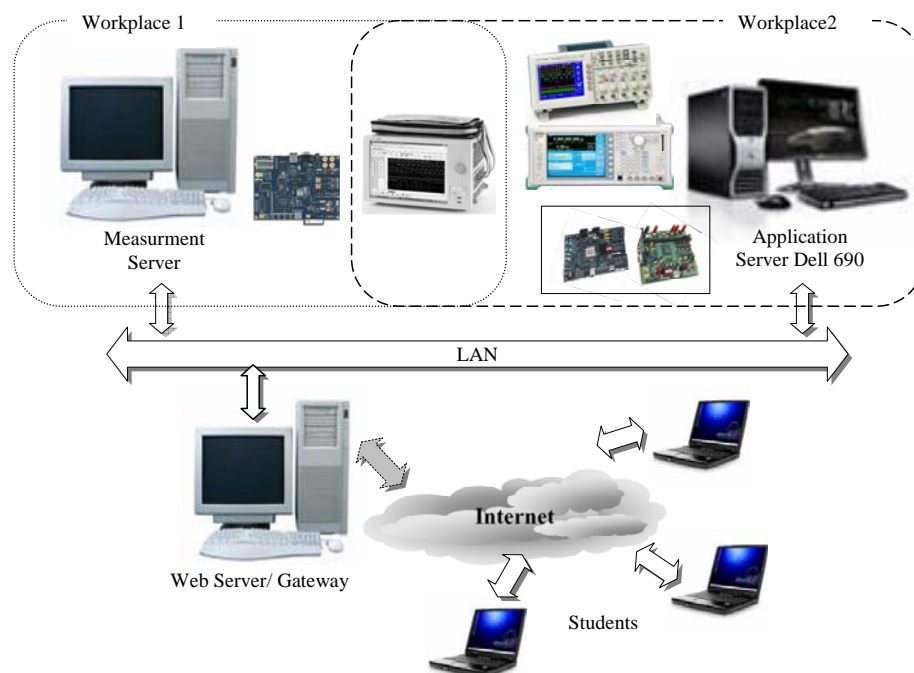 Workplace 1
Workplace2
Measurment
Server
Application
Server Dell 690
LAN
Internet
Web Server/ Gateway
Students